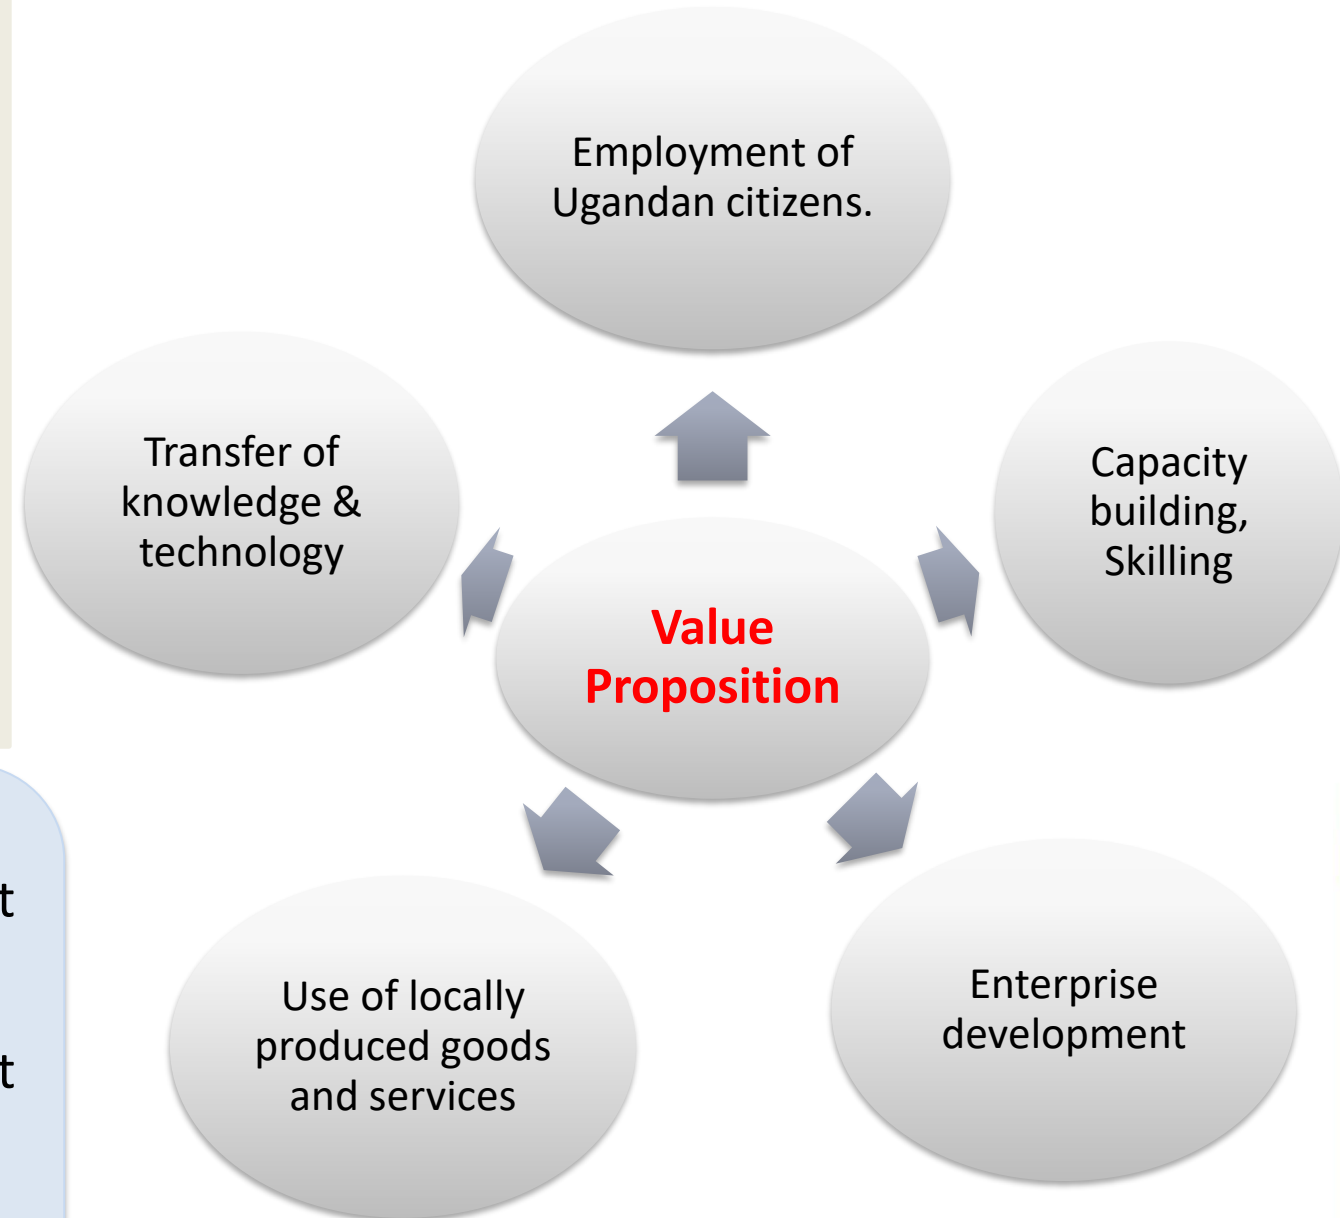 Employment of
Ugandan citizens.
Transfer of
knowledge &
technology
Capacity
building,
Skilling
Value
Proposition
Use of locally
produced goods
and services
Enterprise
development
t
t